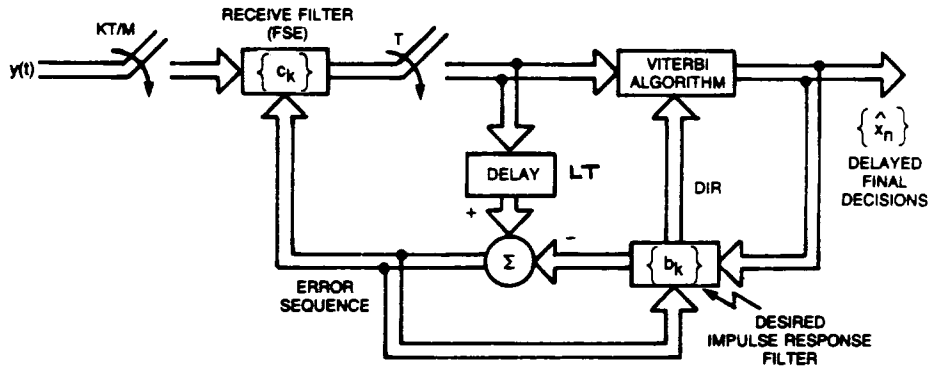 RECEIVE FILTER
(FSE)
KT/M
T
y(t)
{ c_k }
VITERBI
ALGORITHM
{ x̂_n }
DELAYED
FINAL
DECISIONS
DELAY
LT
DIR
+
−
Σ
{ b_k }
ERROR
SEQUENCE
DESIRED
IMPULSE RESPONSE
FILTER